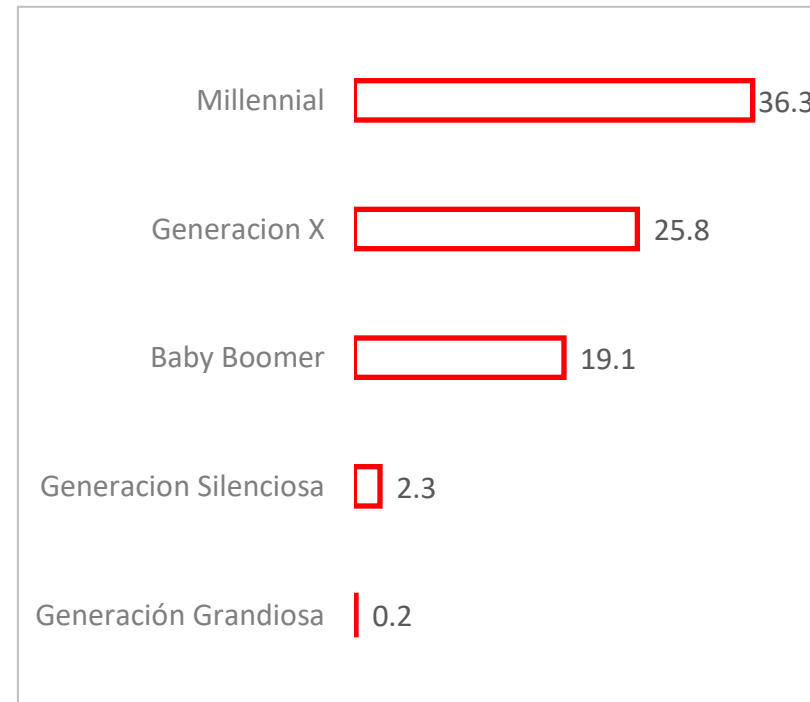 Millennial 36.3
Generacion X 25.8
Baby Boomer 19.1
Generacion Silenciosa 2.3
Generación Grandiosa 0.2